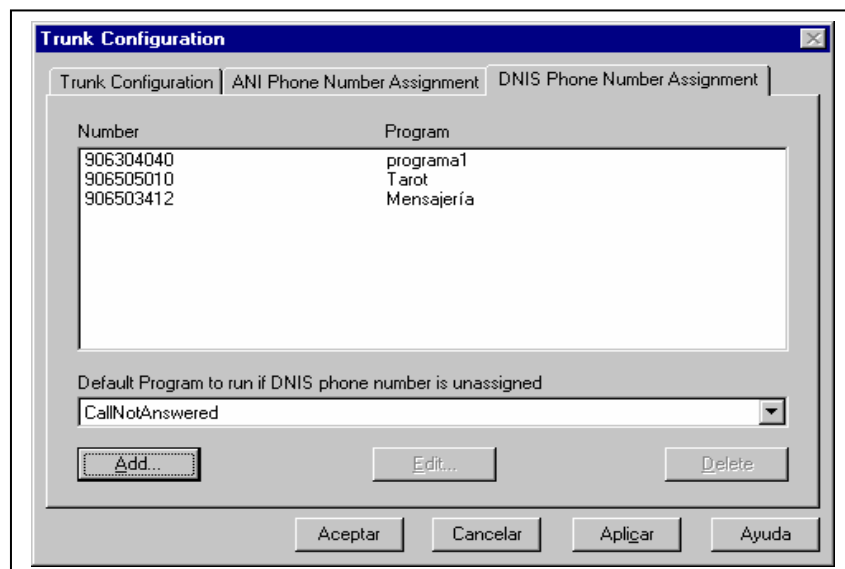 Trunk Configuration
Trunk Configuration ANI Phone Number Assignment DNIS Phone Number Assignment
Number Program
906304040 programa1
906505010 Tarot
906503412 Mensajería
Default Program to run if DNIS phone number is unassigned
CallNotAnswered
Add... Edit... Delete
Aceptar Cancelar Aplicar Ayuda